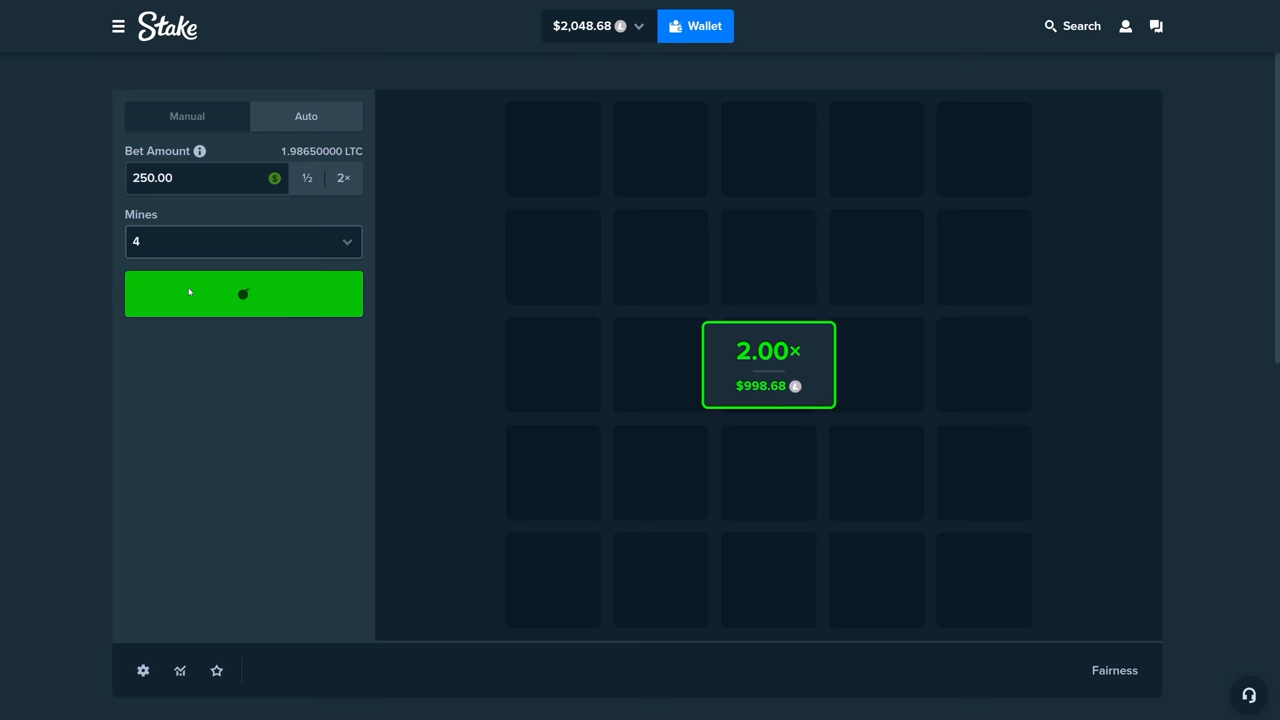 Stake
$2,048.68
Wallet
Search
Manual
Auto
Bet Amount
1.98650000 LTC
250.00
½
2×
Mines
4
2.00×
$998.68
Fairness